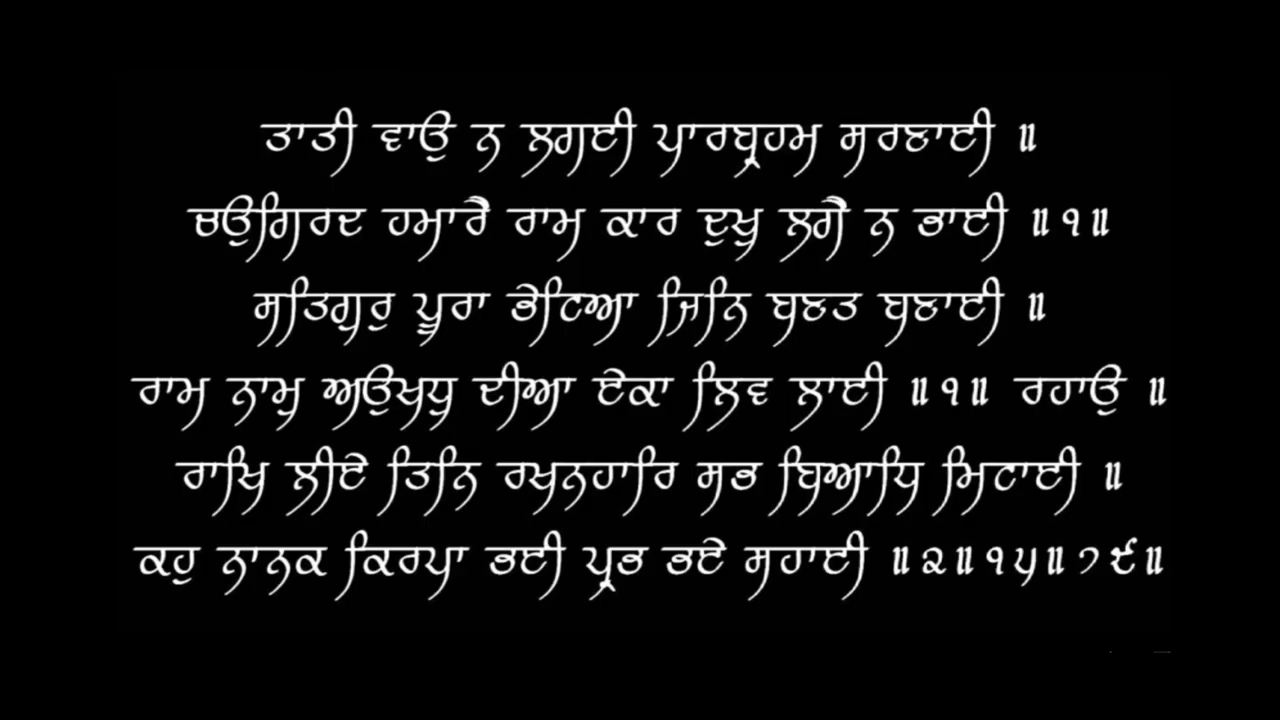 ਤਾਤੀ ਵਾਉ ਨ ਲਗਈ ਪਾਰਬ੍ਰਹਮ ਸਰਣਾਈ ॥
ਚਉਗਿਰਦ ਹਮਾਰੈ ਰਾਮ ਕਾਰ ਦੁਖੁ ਲਗੈ ਨ ਭਾਈ ॥੧॥
ਸਤਿਗੁਰੁ ਪੂਰਾ ਭੇਟਿਆ ਜਿਨਿ ਬਣਤ ਬਣਾਈ ॥
ਰਾਮ ਨਾਮੁ ਅਉਖਧੁ ਦੀਆ ਏਕਾ ਲਿਵ ਲਾਈ ॥੧॥ ਰਹਾਉ ॥
ਰਾਖਿ ਲੀਏ ਤਿਨਿ ਰਖਨਹਾਰਿ ਸਭ ਬਿਆਧਿ ਮਿਟਾਈ ॥
ਕਹੁ ਨਾਨਕ ਕਿਰਪਾ ਭਈ ਪ੍ਰਭ ਭਏ ਸਹਾਈ ॥੨॥੧੫॥੭੯॥